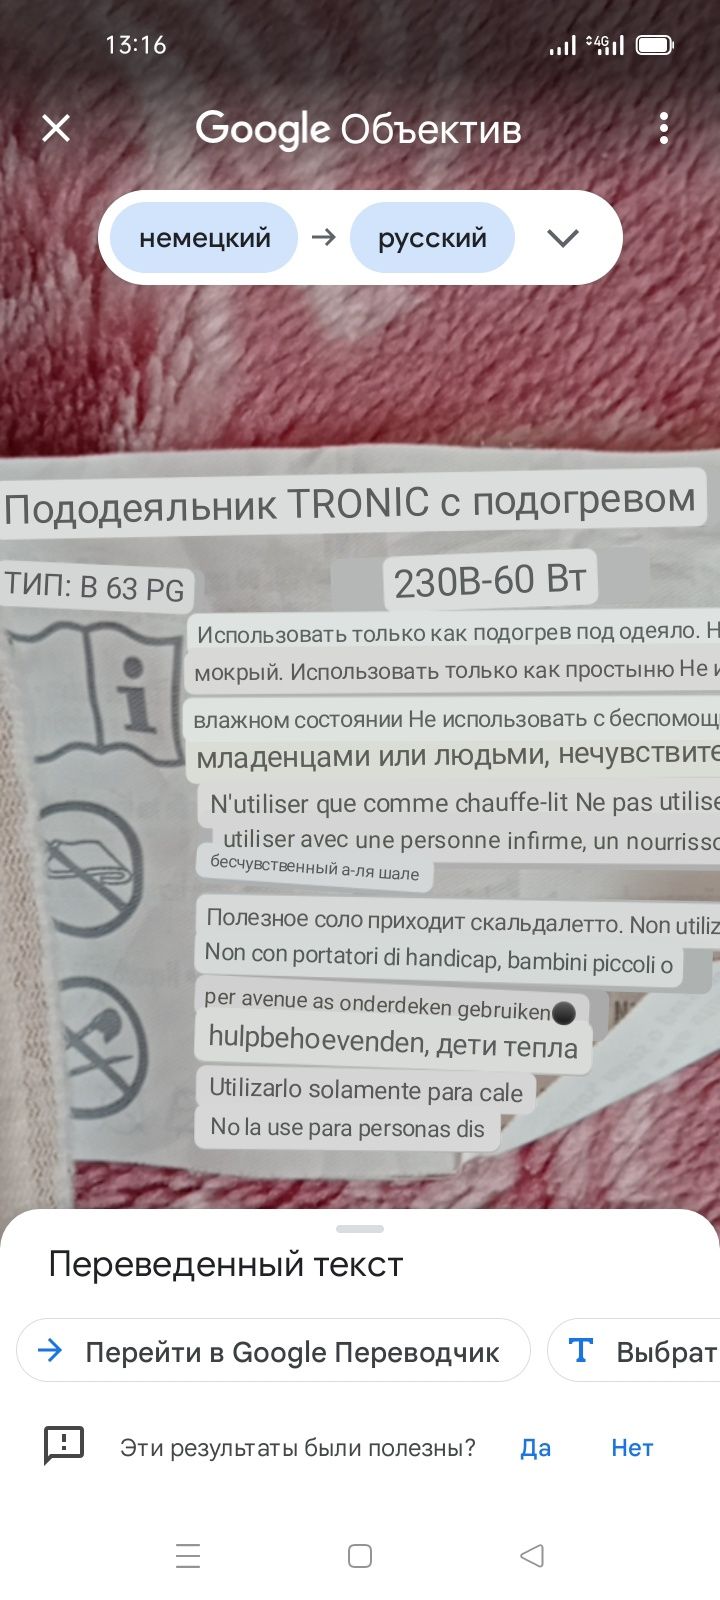 13:16
4G
Google Объектив
немецкий → русский
Пододеяльник TRONIC с подогревом
ТИП: В 63 PG
230В-60 Вт
Использовать только как подогрев под одеяло. Н
мокрый. Использовать только как простыню Не и
влажном состоянии Не использовать с беспомощ
младенцами или людьми, нечувствите
N'utiliser que comme chauffe-lit Ne pas utilise
utiliser avec une personne infirme, un nourrisso
бесчувственный а-ля шале
Полезное соло приходит скальдалетто. Non utiliz
Non con portatori di handicap, bambini piccoli o
per avenue as onderdeken gebruiken
hulpbehoevenden, дети тепла
Utilizarlo solamente para cale
No la use para personas dis
Переведенный текст
Перейти в Google Переводчик
Выбрат
Эти результаты были полезны?
Да
Нет